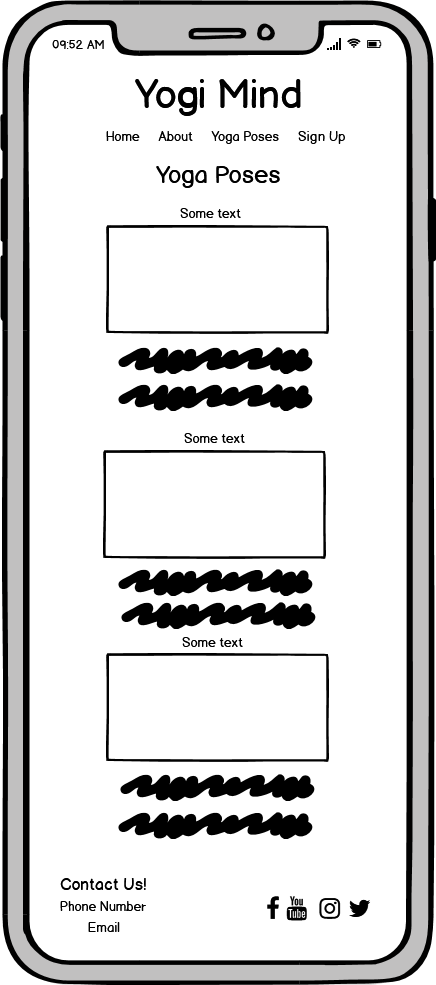 09:52 AM
Yogi Mind
Home About Yoga Poses Sign Up
Yoga Poses
Some text
Some text
Some text
Contact Us!
Phone Number
Email
You
Tube